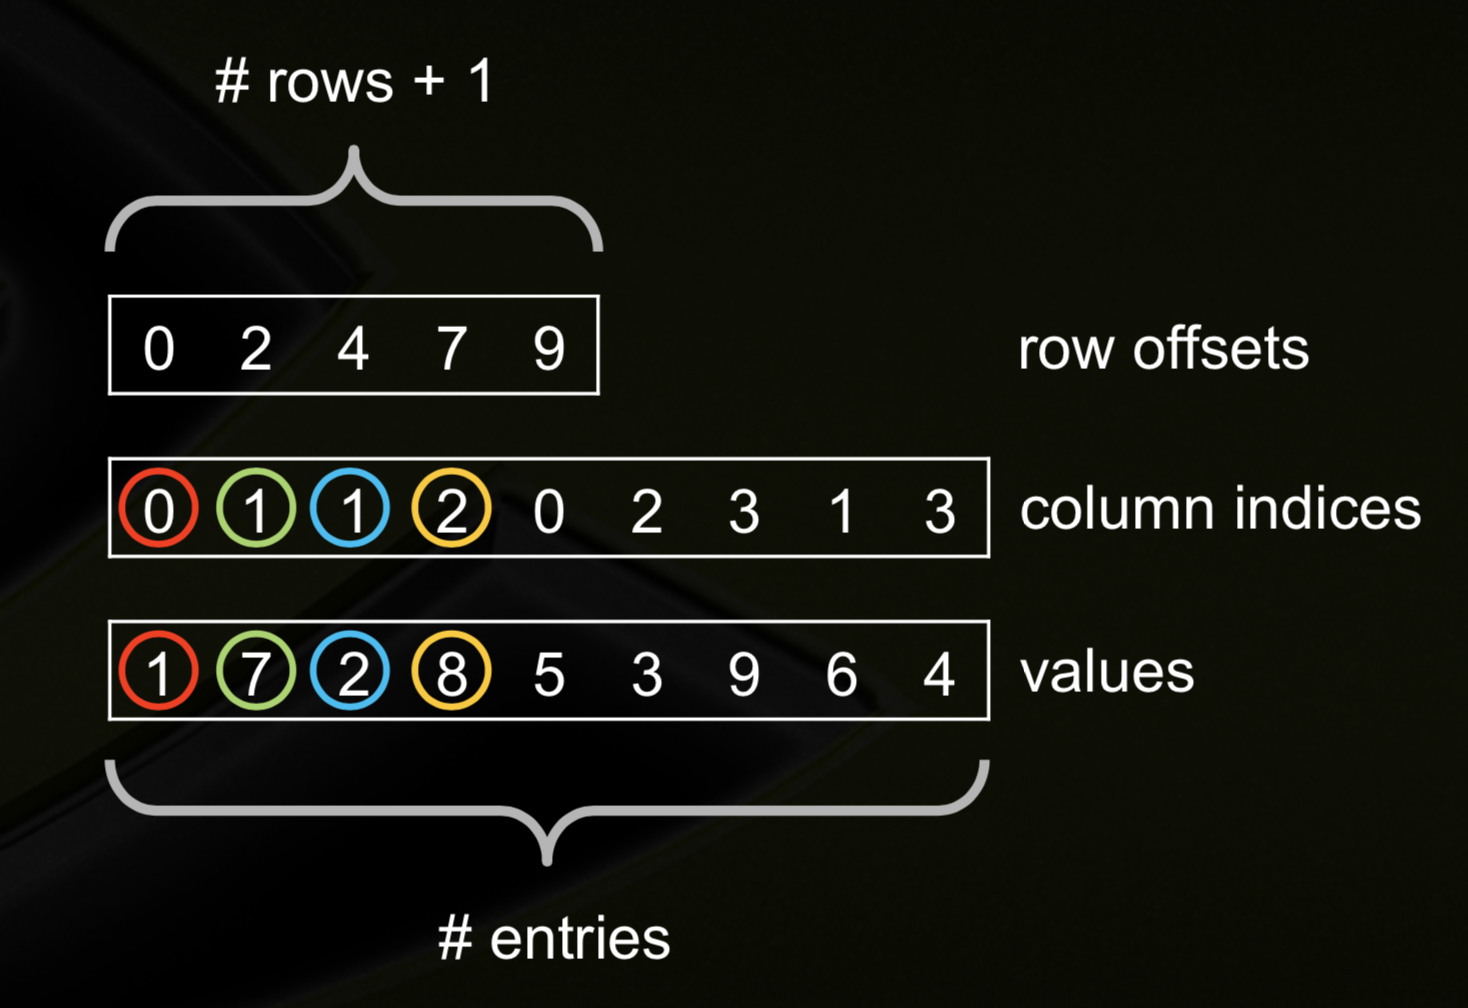 # rows + 1
0 2 4 7 9 row offsets
0 1 1 2 0 2 3 1 3 column indices
1 7 2 8 5 3 9 6 4 values
# entries